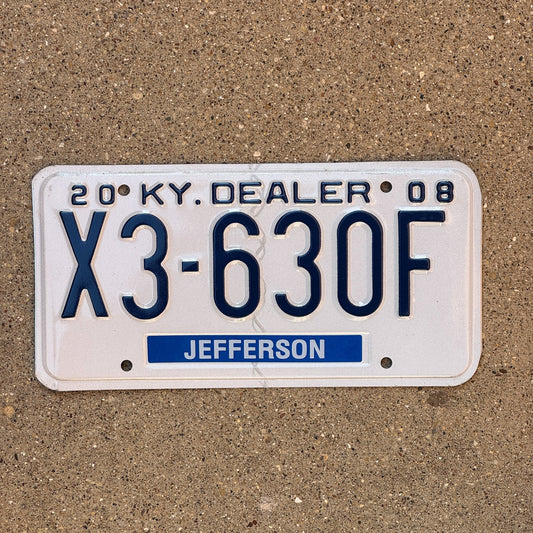 20 KY. DEALER 08
X3-630F
JEFFERSON